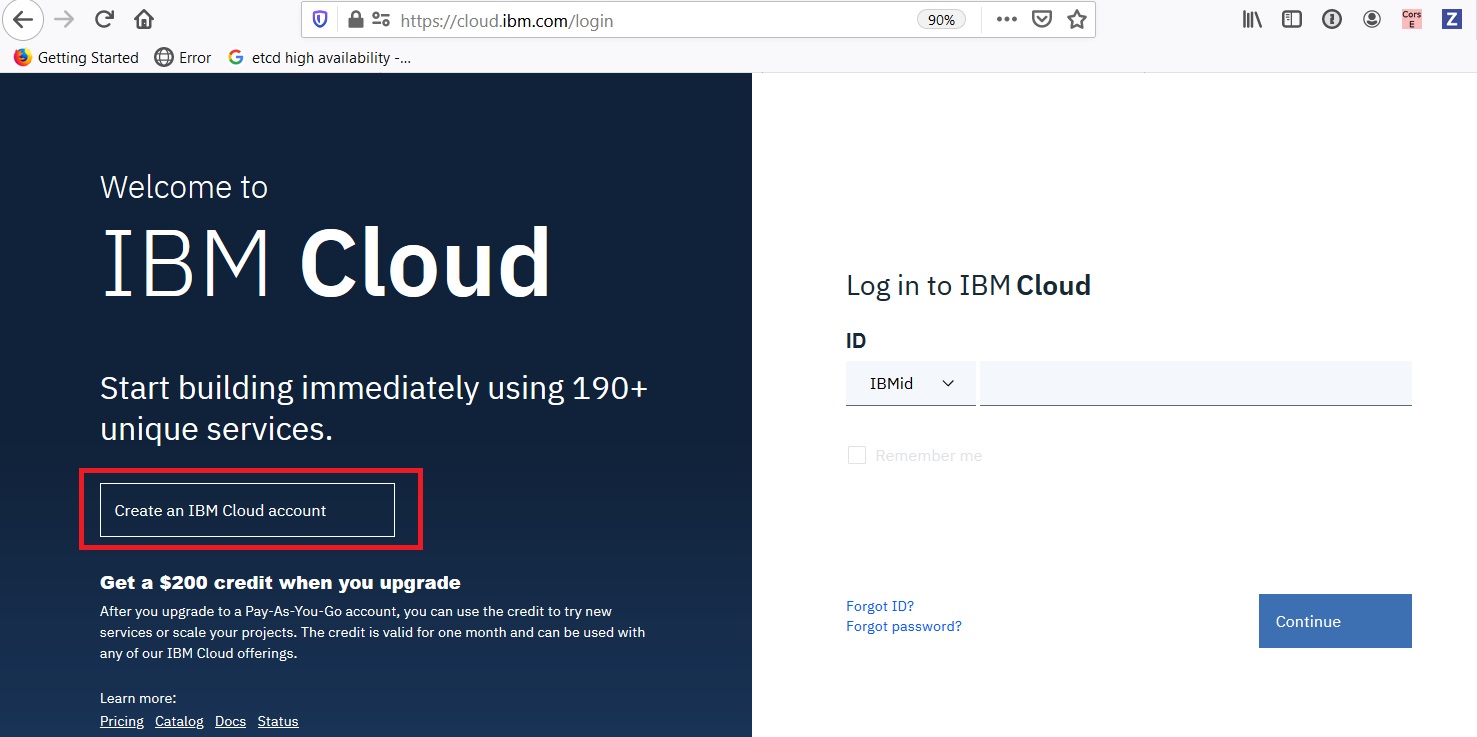 https://cloud.ibm.com/login
90%
Cors
E
Z
Getting Started
Error
etcd high availability -...
Welcome to
IBM Cloud
Start building immediately using 190+
unique services.
Create an IBM Cloud account
Get a $200 credit when you upgrade
After you upgrade to a Pay-As-You-Go account, you can use the credit to try new
services or scale your projects. The credit is valid for one month and can be used with
any of our IBM Cloud offerings.
Learn more:
Pricing Catalog Docs Status
Log in to IBM Cloud
ID
IBMid
Remember me
Forgot ID?
Forgot password?
Continue